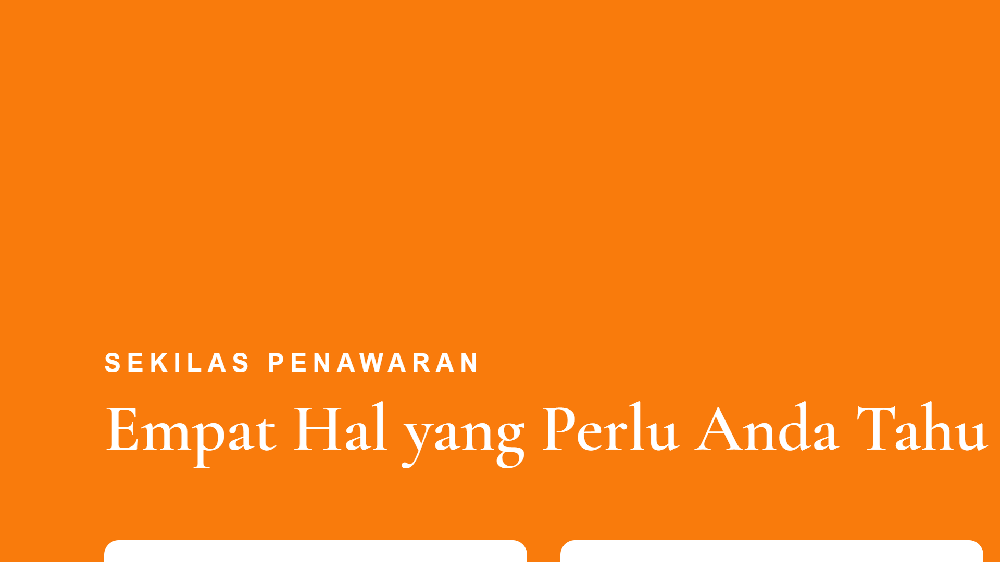 SEKILAS PENAWARAN
Empat Hal yang Perlu Anda Tahu